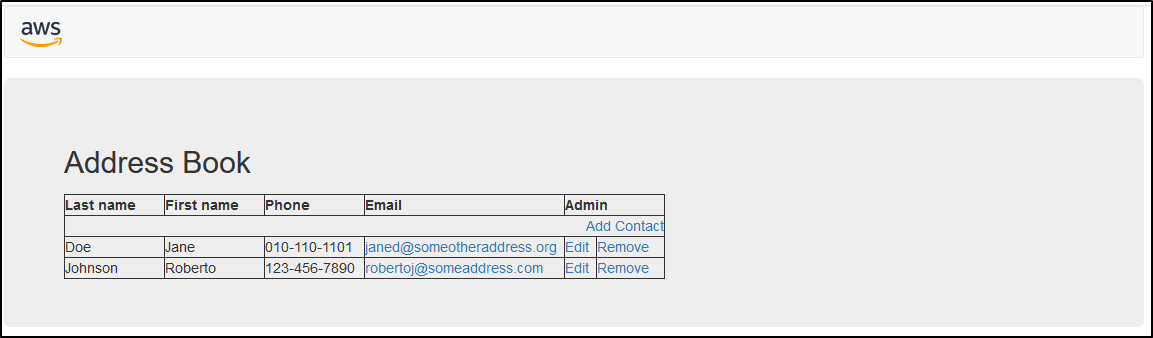 aws
Address Book
Last name First name Phone Email Admin
Add Contact
Doe Jane 010-110-1101 janed@someotheraddress.org Edit Remove
Johnson Roberto 123-456-7890 robertoj@someaddress.com Edit Remove